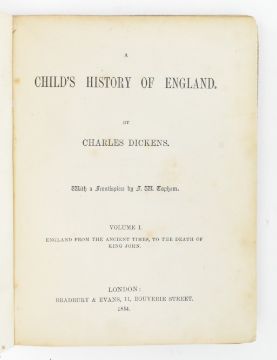 A
CHILD'S HISTORY OF ENGLAND.
BY
CHARLES DICKENS.
With a Frontispiece by F. W. Topham.
VOLUME I.
ENGLAND FROM THE ANCIENT TIMES, TO THE DEATH OF
KING JOHN.
LONDON:
BRADBURY & EVANS, 11, BOUVERIE STREET.
1854.